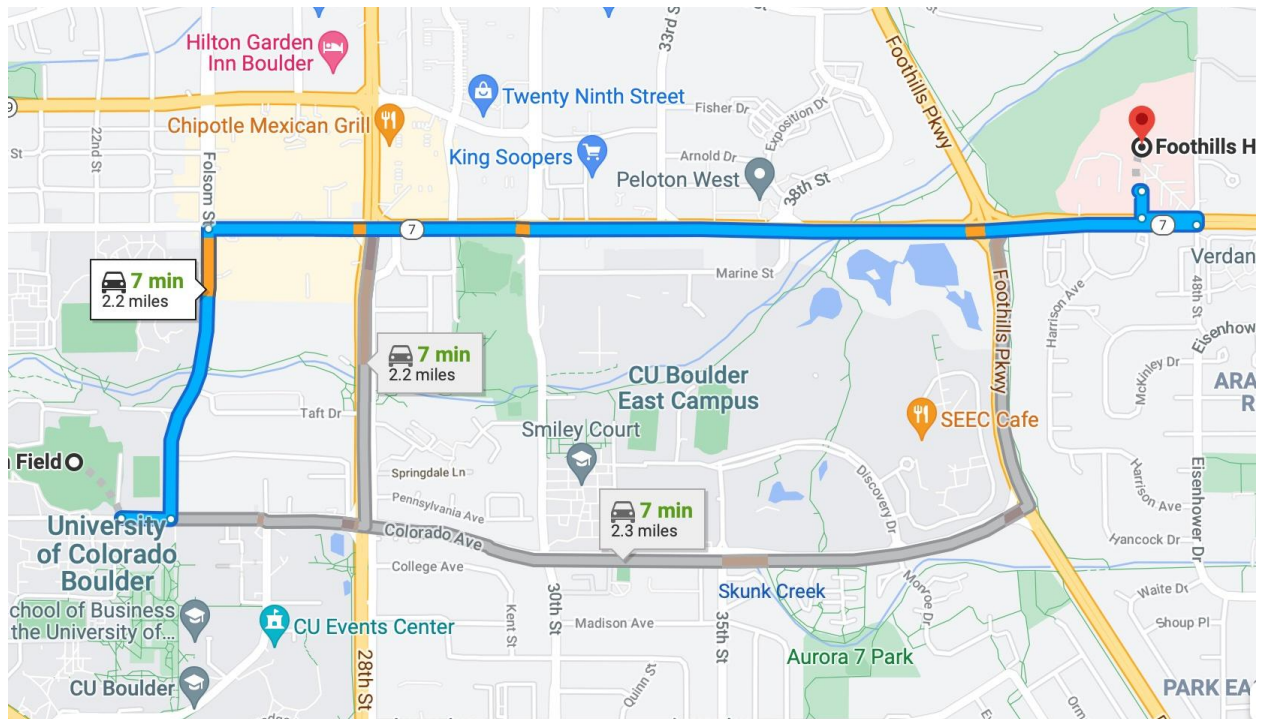 Hilton Garden
Inn Boulder
33rd S
Foothills Pkwy
9
Twenty Ninth Street
Fisher Dr
Exposition Dr
Chipotle Mexican Grill
22nd St
St
Folsom St
King Soopers
Arnold Dr
Peloton West
38th St
Foothills H
7
7
Marine St
Verdan
7 min
2.2 miles
48th St
Foothills Pkwy
Harrison Ave
Eisenhow
7 min
2.2 miles
McKinley Dr
CU Boulder
East Campus
ARA
R
Taft Dr
Smiley Court
SEEC Cafe
n Field
Springdale Ln
Pennsylvania Ave
Discovery Dr
Harrison Ave
Eisenhower Dr
7 min
2.3 miles
University
of Colorado
Boulder
Colorado Ave
Hancock Dr
College Ave
Skunk Creek
Monroe Dr
Waite Dr
chool of Business
the University of...
CU Events Center
Kent St
30th St
Madison Ave
35th St
Shoup Pl
Aurora 7 Park
28th St
CU Boulder
Quinn St
PARK EA
Orm